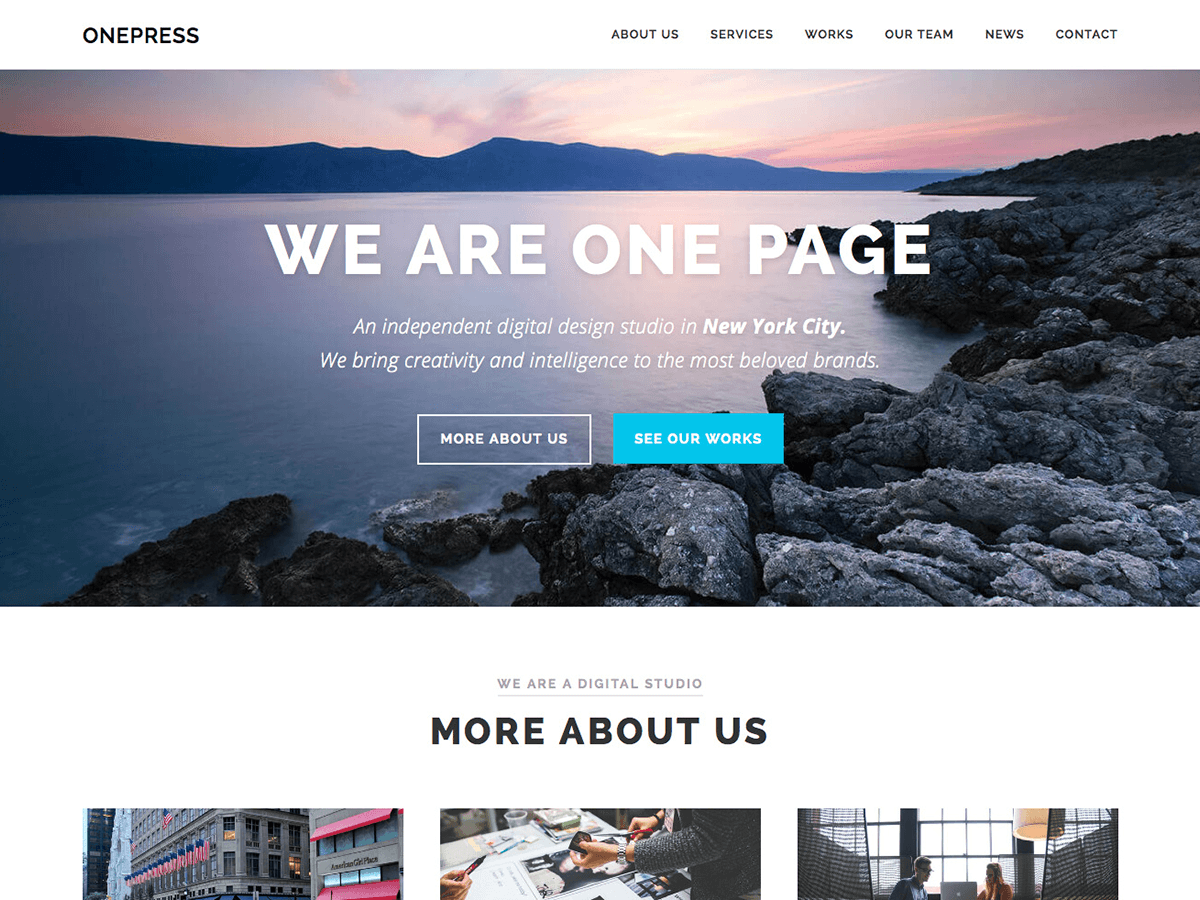 ONEPRESS
ABOUT US SERVICES WORKS OUR TEAM NEWS CONTACT
WE ARE ONE PAGE
An independent digital design studio in New York City.
We bring creativity and intelligence to the most beloved brands.
MORE ABOUT US SEE OUR WORKS
WE ARE A DIGITAL STUDIO
MORE ABOUT US
American Girl Place